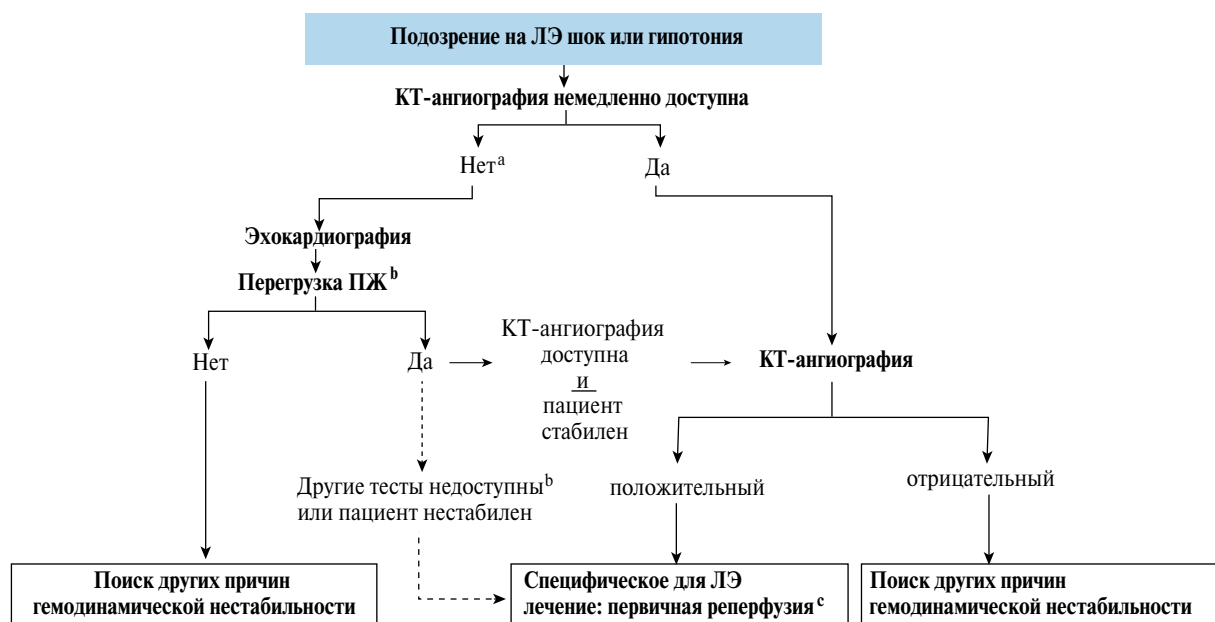 Подозрение на ЛЭ шок или гипотония
КТ-ангиография немедленно доступна
Нетa
Да
Эхокардиография
Перегрузка ПЖb
Нет
Да
КТ-ангиография
доступна
и
пациент
стабилен
КТ-ангиография
Другие тесты недоступныb
или пациент нестабилен
положительный
отрицательный
Поиск других причин
гемодинамической нестабильности
Специфическое для ЛЭ
лечение: первичная реперфузияc
Поиск других причин
гемодинамической нестабильности